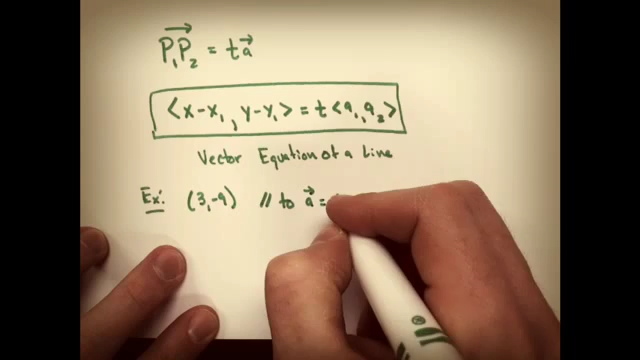 P₁P₂ = ta
<x-x₁, y-y₁> = t<a₁, a₂>
Vector Equation of a Line
Ex: (3,-9) // to a =